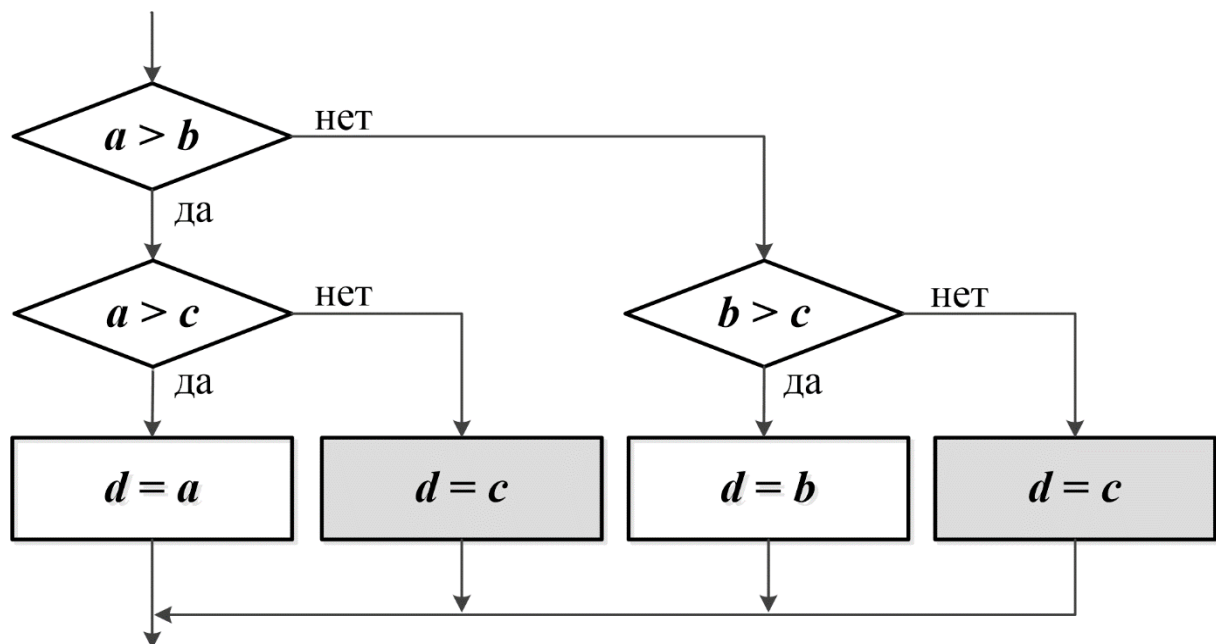 a > b
нет
да
a > c
нет
b > c
нет
да
да
d = a
d = c
d = b
d = c